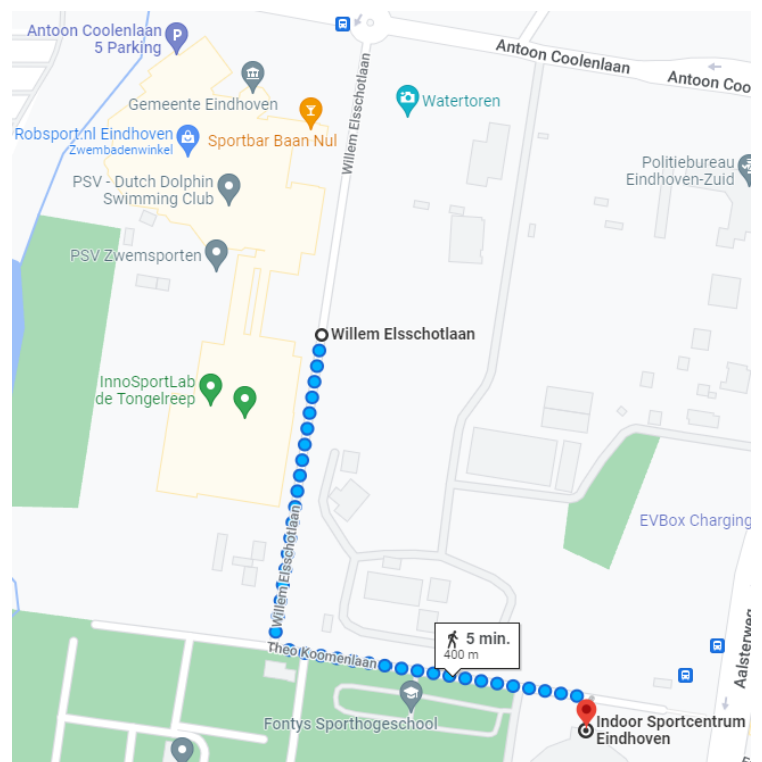 Antoon Coolenlaan
5 Parking
P
Antoon Coolenlaan
Antoon Coo
Gemeente Eindhoven
Watertoren
Willem Elsschotlaan
Robsport.nl Eindhoven
Zwembadenwinkel
Sportbar Baan Nul
Politiebureau
Eindhoven-Zuid
PSV - Dutch Dolphin
Swimming Club
PSV Zwemsporten
Willem Elsschotlaan
InnoSportLab
de Tongelreep
EVBox Charging
Willem Elsschotlaan
5 min.
400 m
Theo Koomenlaan
Aalsterweg
Fontys Sporthogeschool
Indoor Sportcentrum
Eindhoven